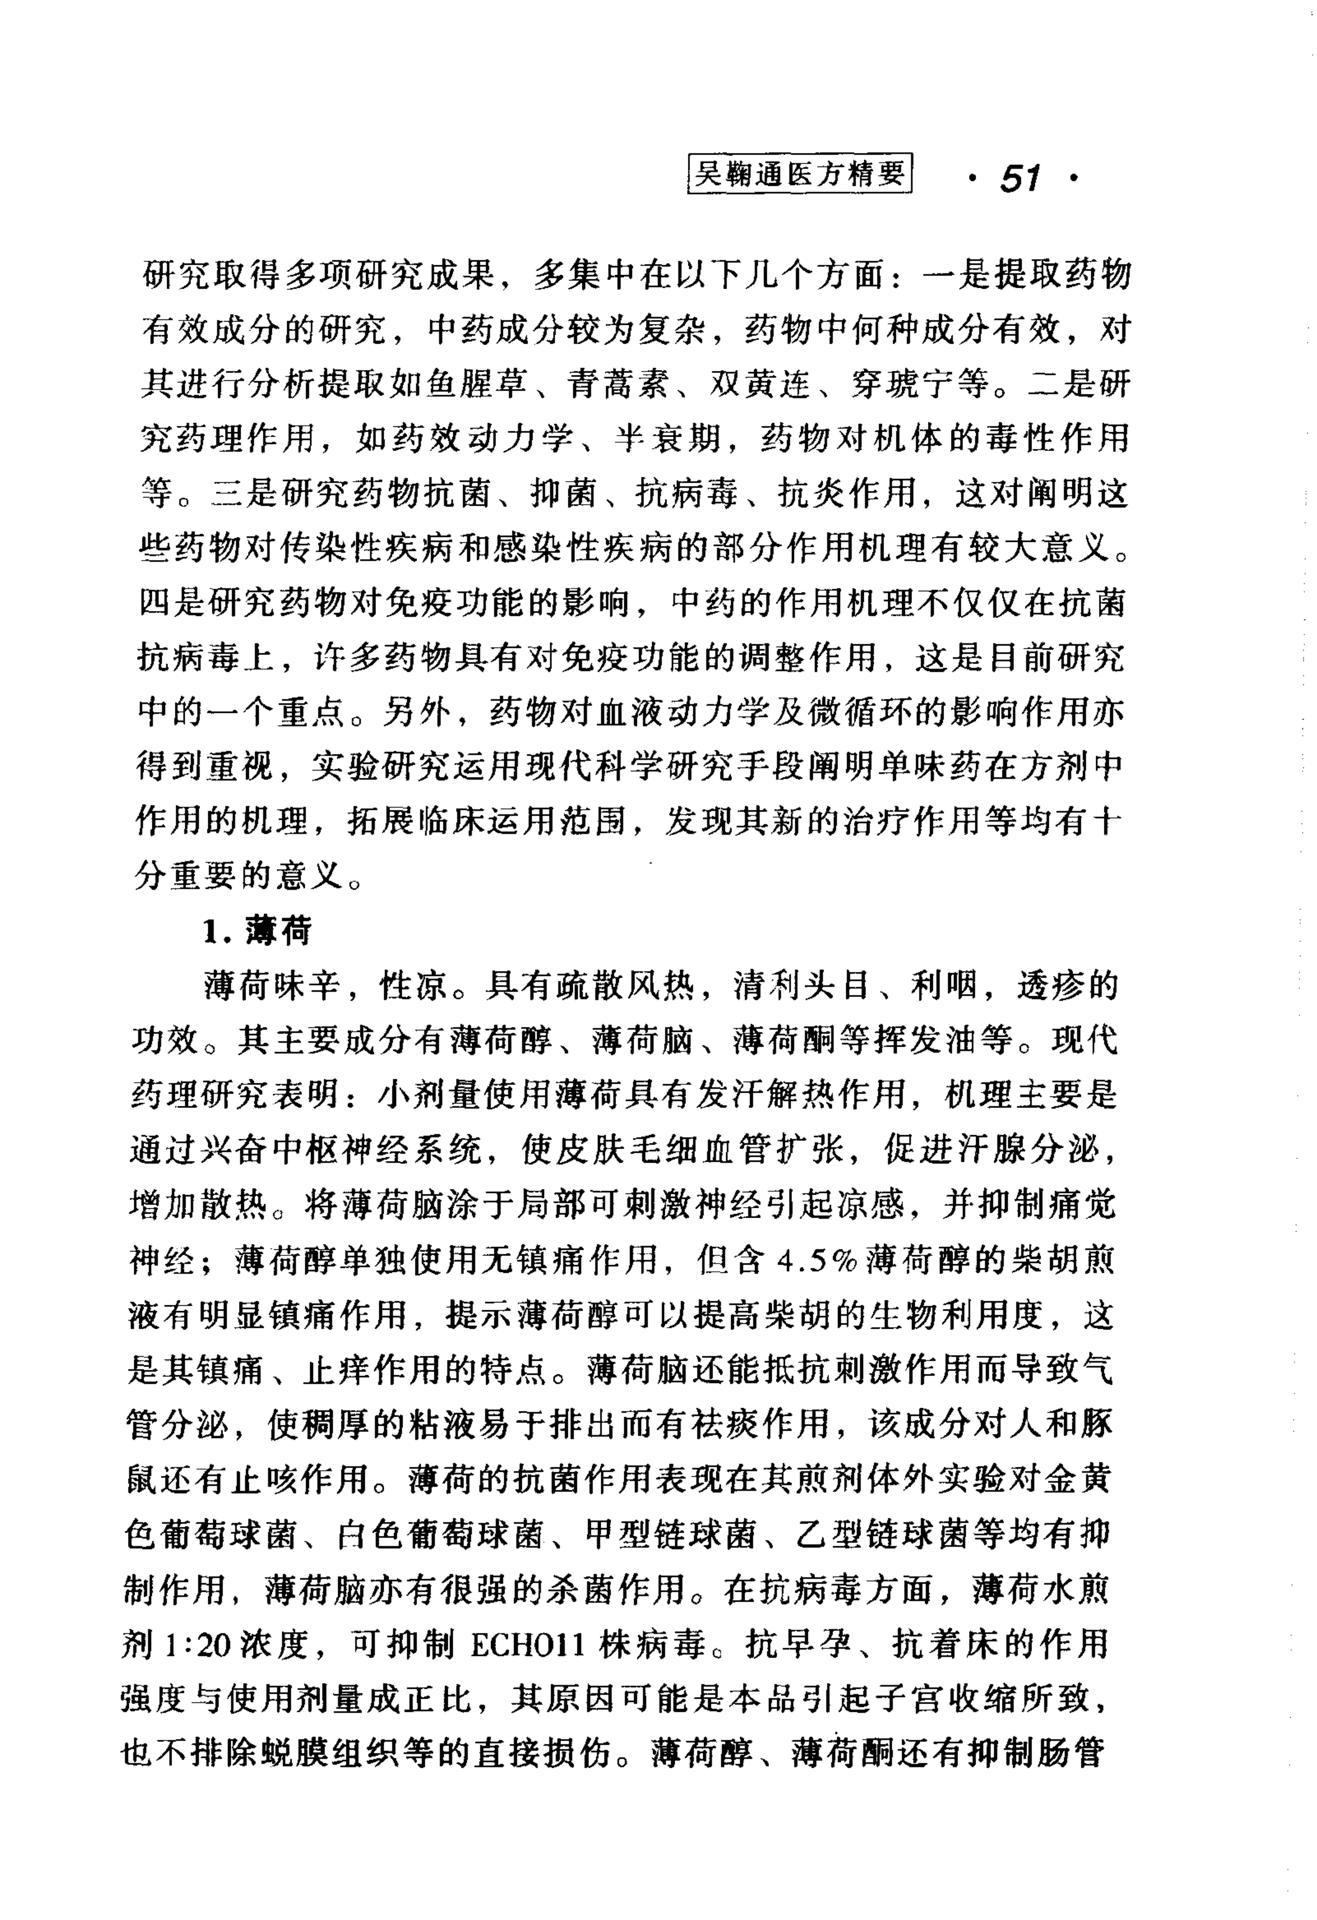 吴鞠通医方精要 · 51 ·
研究取得多项研究成果，多集中在以下几个方面：一是提取药物
有效成分的研究，中药成分较为复杂，药物中何种成分有效，对
其进行分析提取如鱼腥草、青蒿素、双黄连、穿琥宁等。二是研
究药理作用，如药效动力学、半衰期，药物对机体的毒性作用
等。三是研究药物抗菌、抑菌、抗病毒、抗炎作用，这对阐明这
些药物对传染性疾病和感染性疾病的部分作用机理有较大意义。
四是研究药物对免疫功能的影响，中药的作用机理不仅仅在抗菌
抗病毒上，许多药物具有对免疫功能的调整作用，这是目前研究
中的一个重点。另外，药物对血液动力学及微循环的影响作用亦
得到重视，实验研究运用现代科学研究手段阐明单味药在方剂中
作用的机理，拓展临床运用范围，发现其新的治疗作用等均有十
分重要的意义。
1. 薄荷
薄荷味辛，性凉。具有疏散风热，清利头目、利咽，透疹的
功效。其主要成分有薄荷醇、薄荷脑、薄荷酮等挥发油等。现代
药理研究表明：小剂量使用薄荷具有发汗解热作用，机理主要是
通过兴奋中枢神经系统，使皮肤毛细血管扩张，促进汗腺分泌，
增加散热。将薄荷脑涂于局部可刺激神经引起凉感，并抑制痛觉
神经；薄荷醇单独使用无镇痛作用，但含 4.5% 薄荷醇的柴胡煎
液有明显镇痛作用，提示薄荷醇可以提高柴胡的生物利用度，这
是其镇痛、止痒作用的特点。薄荷脑还能抵抗刺激作用而导致气
管分泌，使稠厚的粘液易于排出而有祛痰作用，该成分对人和豚
鼠还有止咳作用。薄荷的抗菌作用表现在其煎剂体外实验对金黄
色葡萄球菌、白色葡萄球菌、甲型链球菌、乙型链球菌等均有抑
制作用，薄荷脑亦有很强的杀菌作用。在抗病毒方面，薄荷水煎
剂 1:20 浓度，可抑制 ECHO11 株病毒。抗早孕、抗着床的作用
强度与使用剂量成正比，其原因可能是本品引起子宫收缩所致，
也不排除蜕膜组织等的直接损伤。薄荷醇、薄荷酮还有抑制肠管